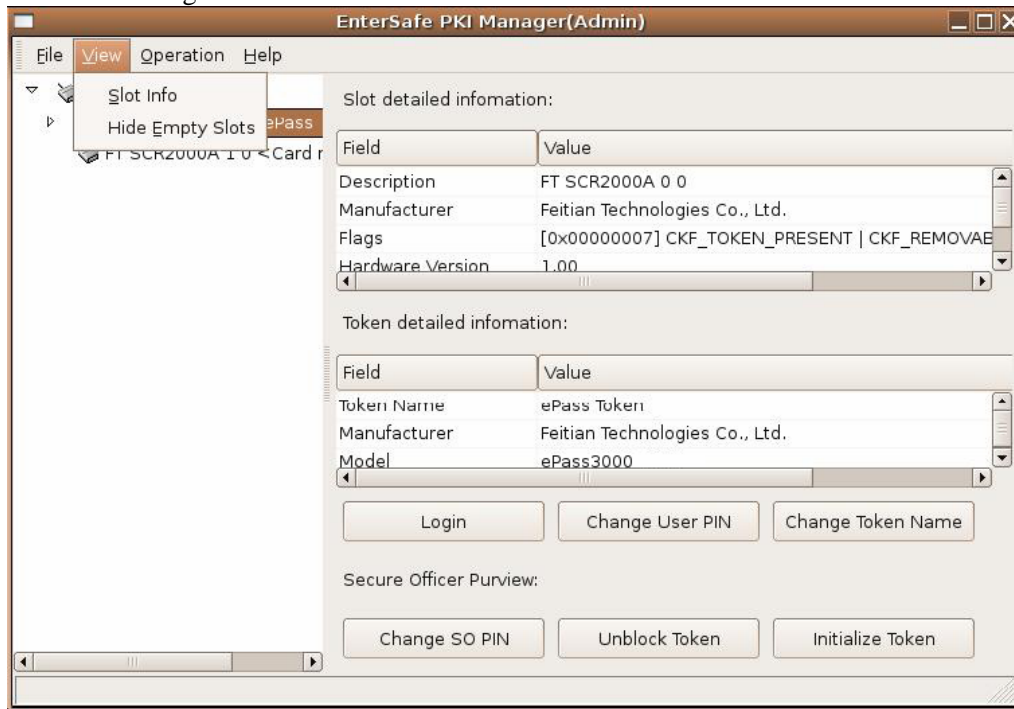 EnterSafe PKI Manager(Admin)
File View Operation Help
Slot Info
Hide Empty Slots
ePass
FT SCR2000A 1 0 <Card r
Slot detailed infomation:
Field Value
Description FT SCR2000A 0 0
Manufacturer Feitian Technologies Co., Ltd.
Flags [0x00000007] CKF_TOKEN_PRESENT | CKF_REMOVAB
Hardware Version 1.00
Token detailed infomation:
Field Value
Token Name ePass Token
Manufacturer Feitian Technologies Co., Ltd.
Model ePass3000
Login Change User PIN Change Token Name
Secure Officer Purview:
Change SO PIN Unblock Token Initialize Token